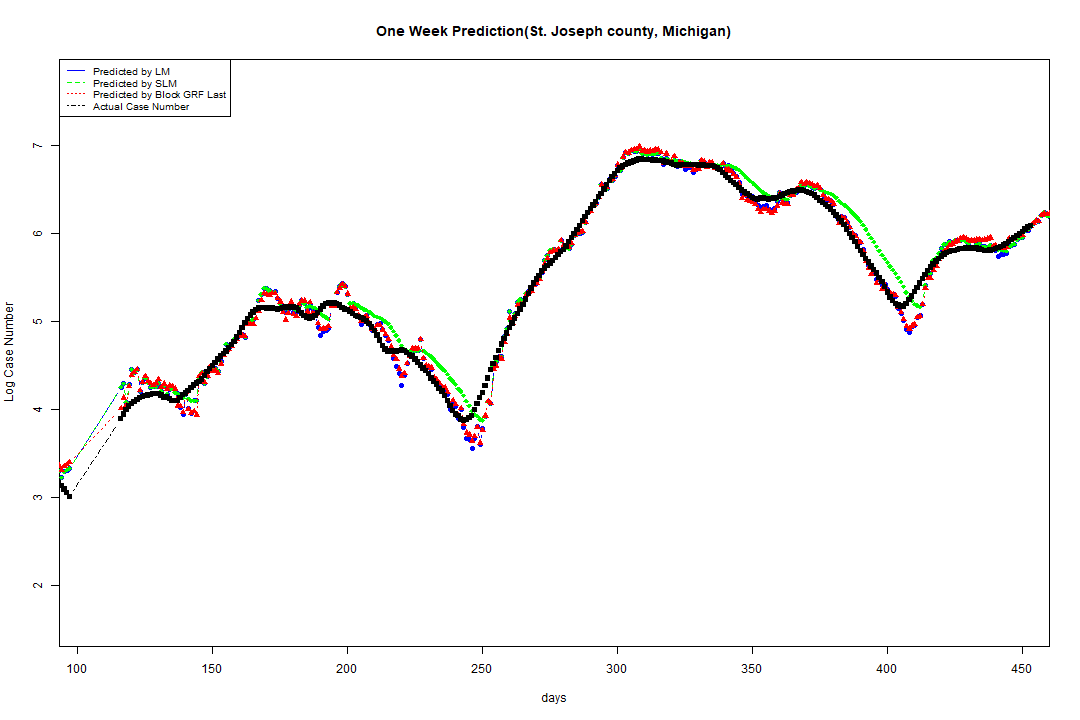 One Week Prediction(St. Joseph county, Michigan)
Predicted by LM
Predicted by SLM
Predicted by Block GRF Last
Actual Case Number
Log Case Number
7
6
5
4
3
2
100 150 200 250 300 350 400 450
days